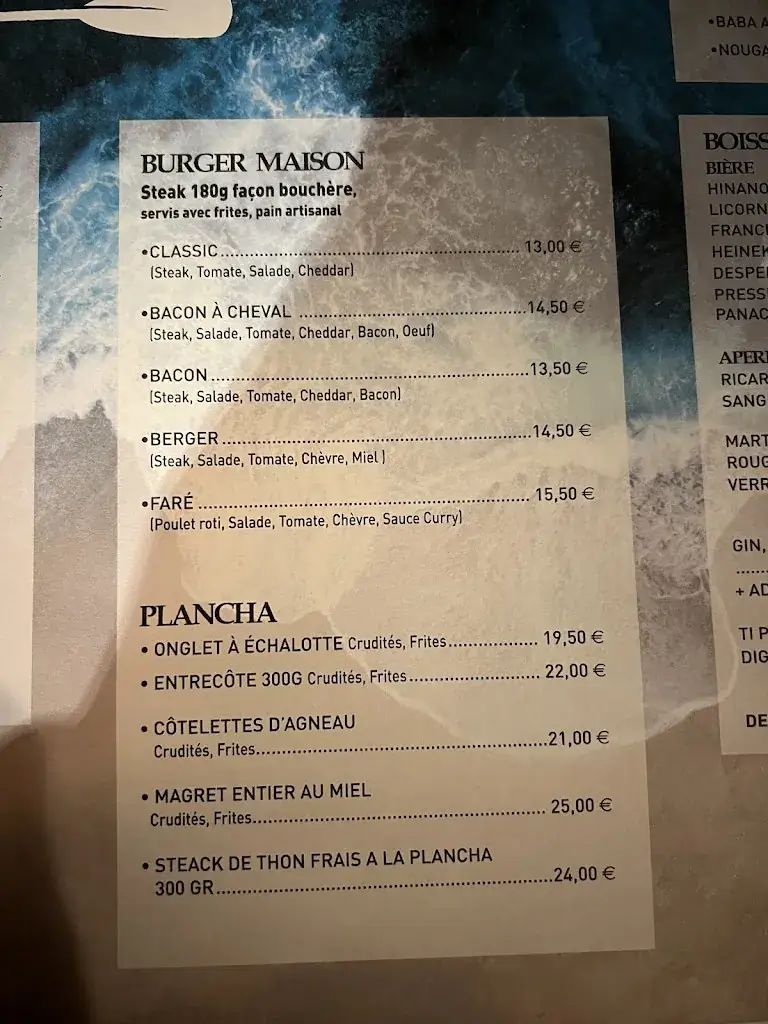 •BABA
BURGER MAISON
Steak 180g façon bouchère,
servis avec frites, pain artisanal
•CLASSIC 13,00 €
(Steak, Tomate, Salade, Cheddar)
•BACON À CHEVAL 14,50 €
(Steak, Salade, Tomate, Cheddar, Bacon, Oeuf)
•BACON 13,50 €
(Steak, Salade, Tomate, Cheddar, Bacon)
•BERGER 14,50 €
(Steak, Salade, Tomate, Chèvre, Miel )
•FARÉ 15,50 €
(Poulet roti, Salade, Tomate, Chèvre, Sauce Curry)
PLANCHA
• ONGLET À ÉCHALOTTE Crudités, Frites 19,50 €
• ENTRECÔTE 300G Crudités, Frites 22,00 €
• CÔTELETTES D'AGNEAU
Crudités, Frites 21,00 €
• MAGRET ENTIER AU MIEL
Crudités, Frites 25,00 €
• STEACK DE THON FRAIS A LA PLANCHA
300 GR 24,00 €
BIÈRE
HINANO
ROUG
GIN,